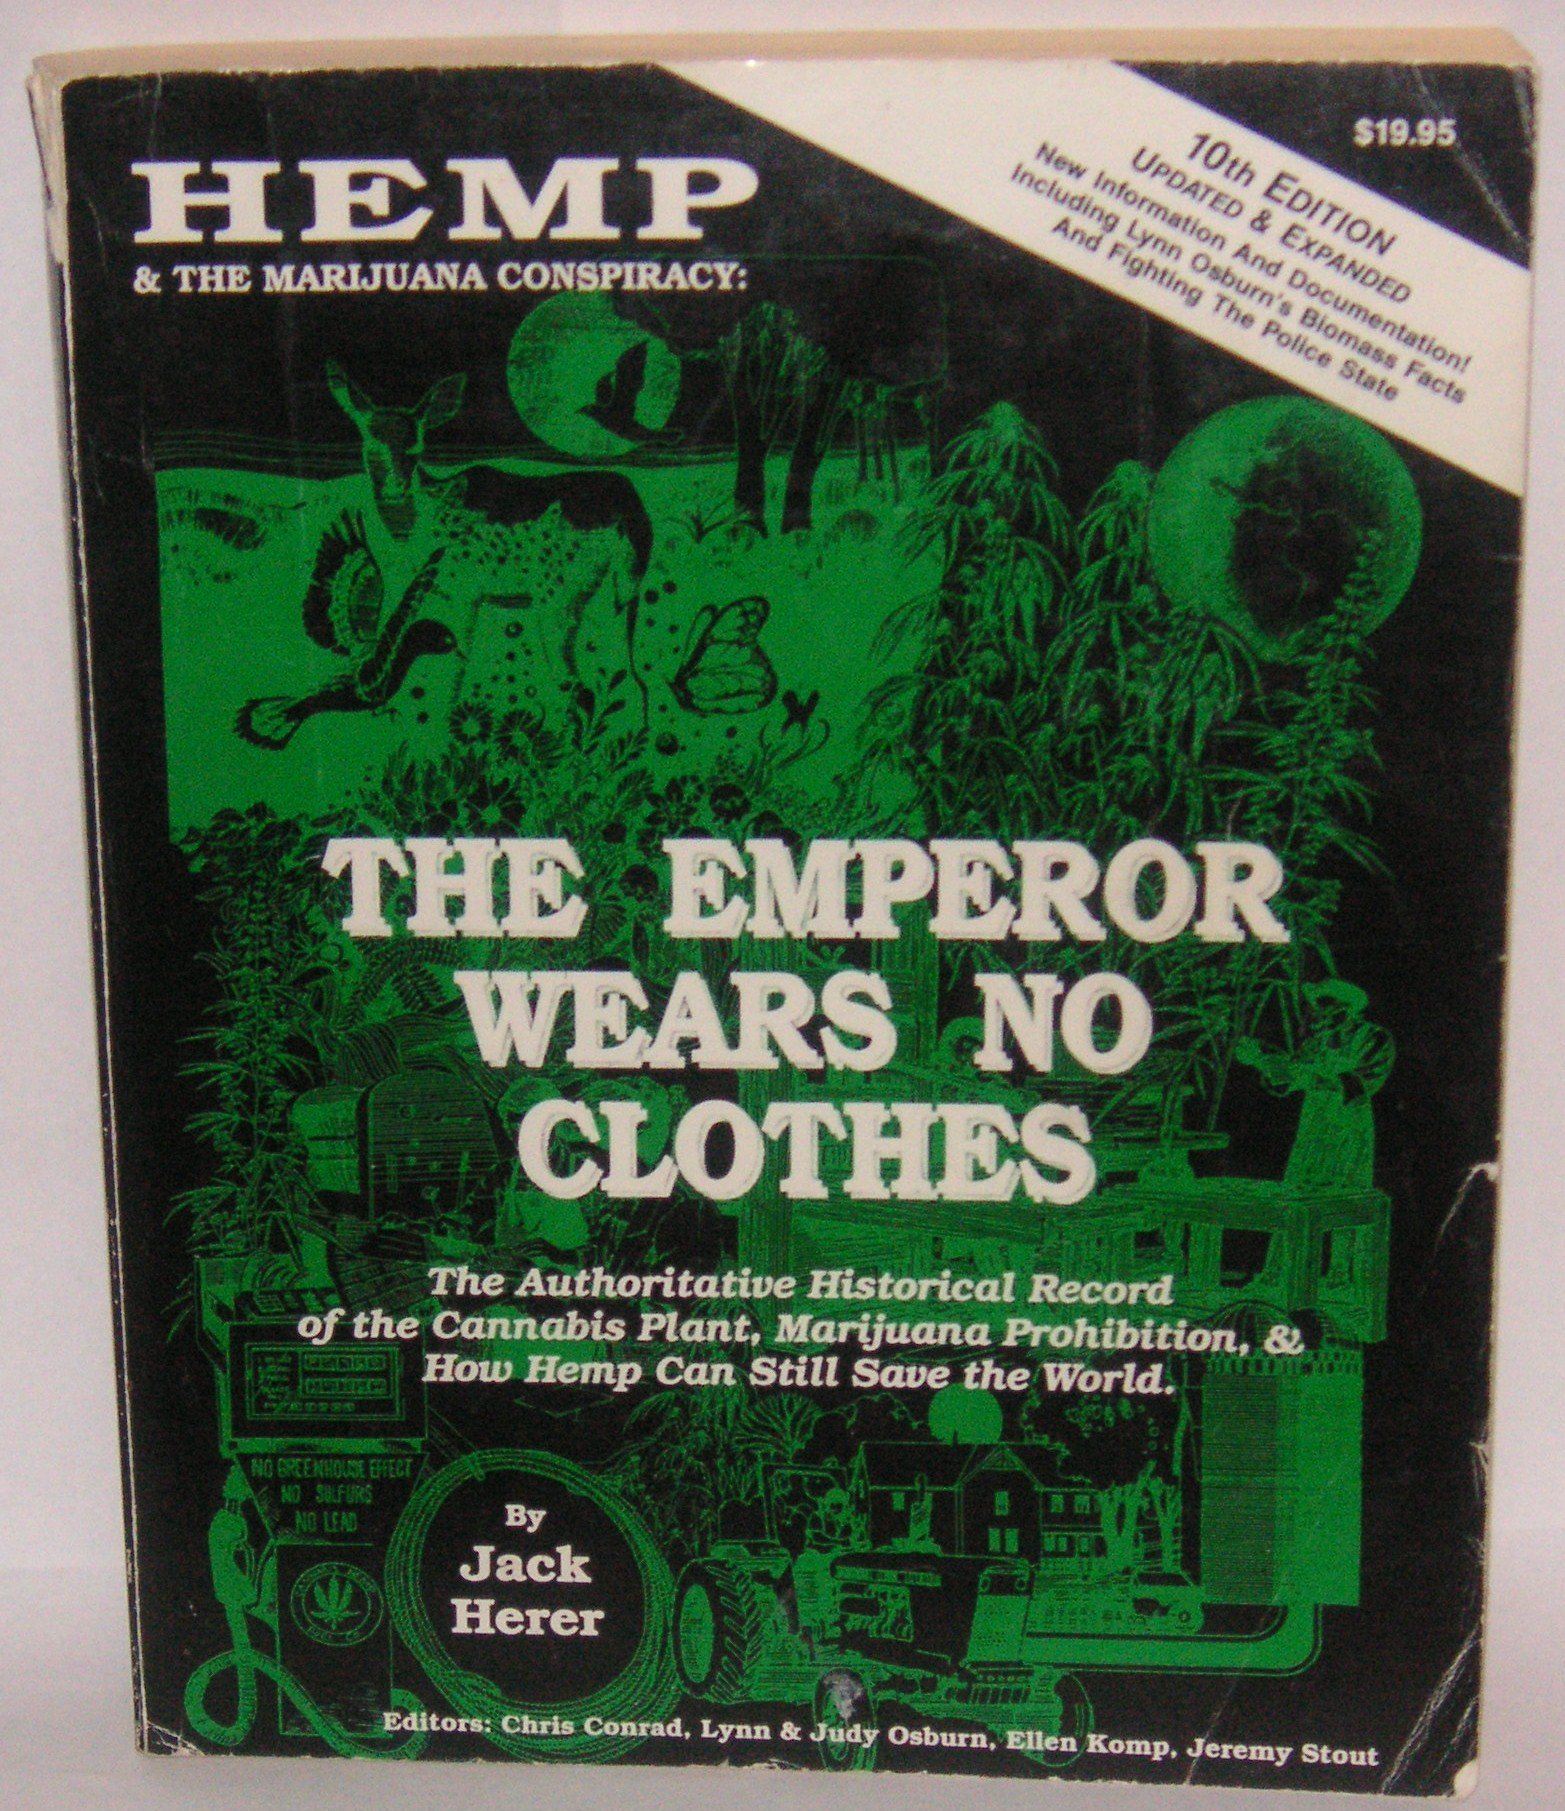 HEMP
& THE MARIJUANA CONSPIRACY:
$19.95
10th EDITION
UPDATED & EXPANDED
New Information And Documentation!
Including Lynn Osburn's Biomass Facts
And Fighting The Police State
THE EMPEROR
WEARS NO
CLOTHES
The Authoritative Historical Record
of the Cannabis Plant, Marijuana Prohibition, &
How Hemp Can Still Save the World.
NO GREENHOUSE EFFECT
NO SULFURS
NO LEAD
By
Jack
Herer
Editors: Chris Conrad, Lynn & Judy Osburn, Ellen Komp, Jeremy Stout